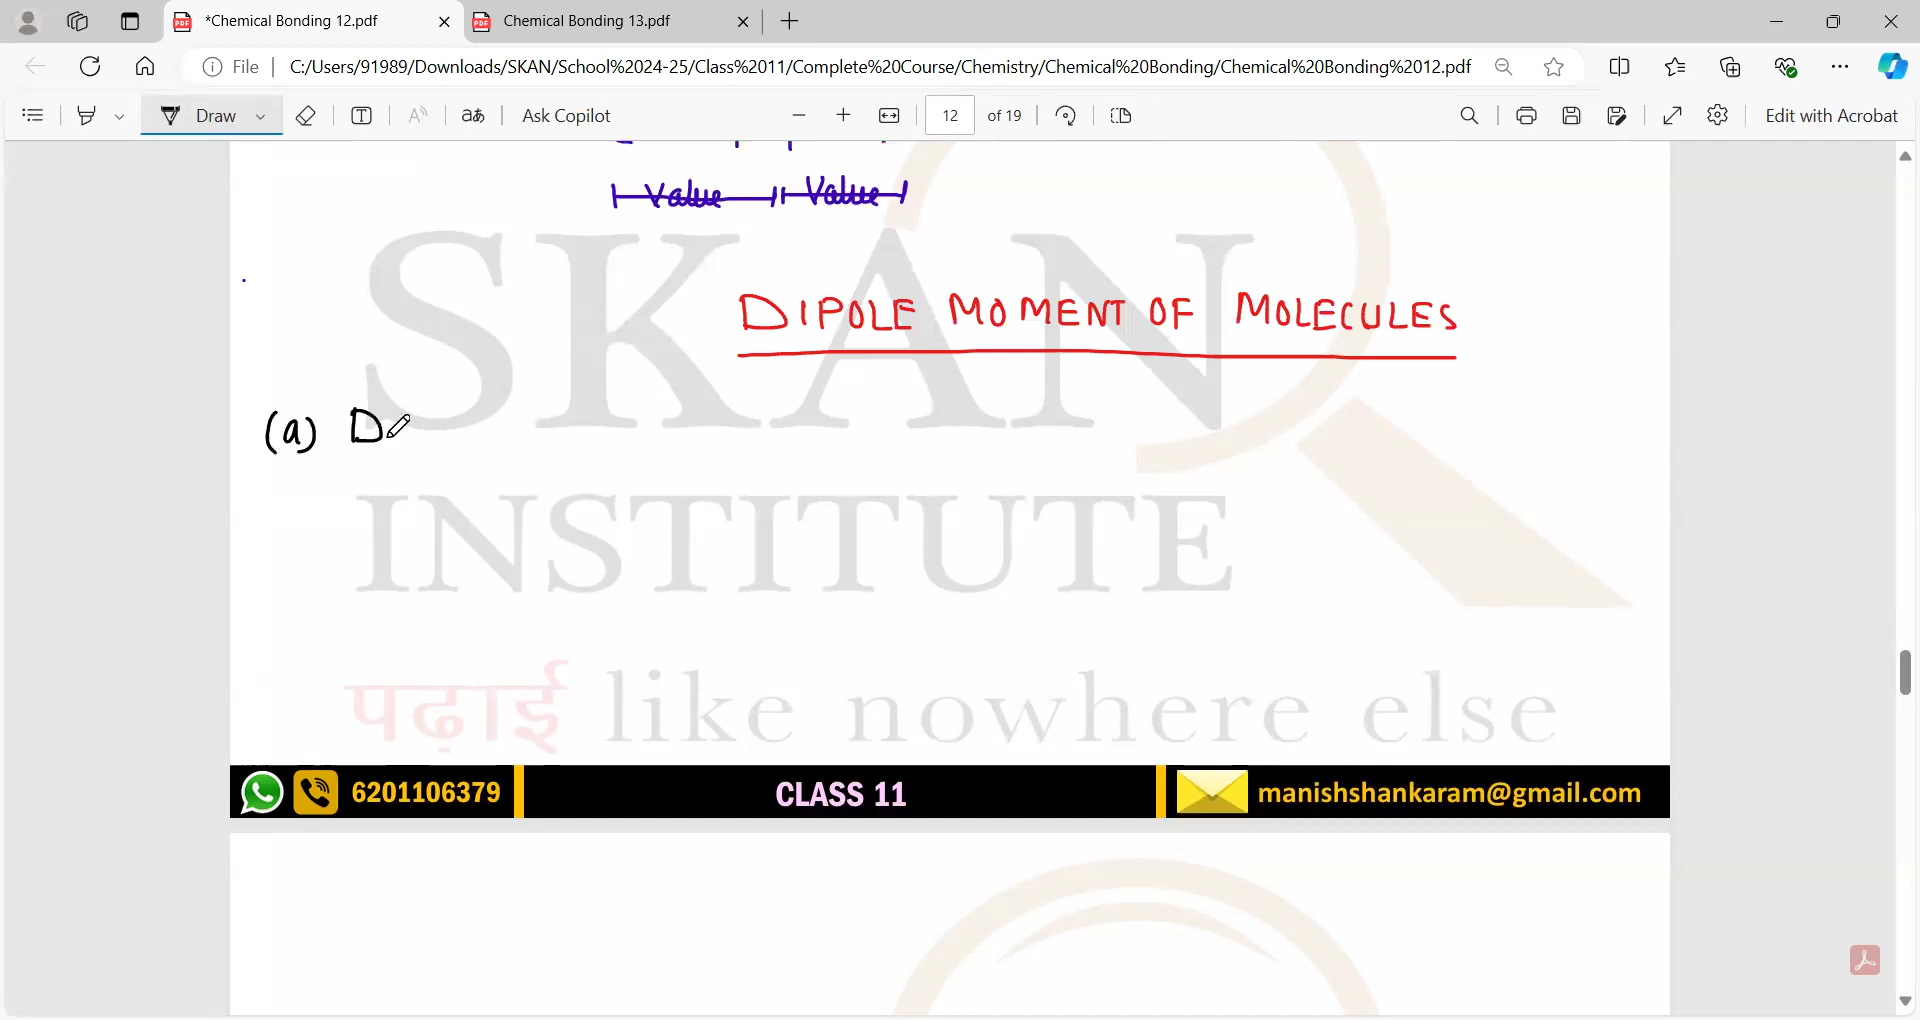 *Chemical Bonding 12.pdf
Chemical Bonding 13.pdf
File
C:/Users/91989/Downloads/SKAN/School%2024-25/Class%2011/Complete%20Course/Chemistry/Chemical%20Bonding/Chemical%20Bonding%2012.pdf
Draw
T
A
aあ
Ask Copilot
12 of 19
Edit with Acrobat
Value Value
DIPOLE MOMENT OF MOLECULES
(a) D
SKAN
INSTITUTE
पढ़ाई like nowhere else
6201106379
CLASS 11
manishshankaram@gmail.com